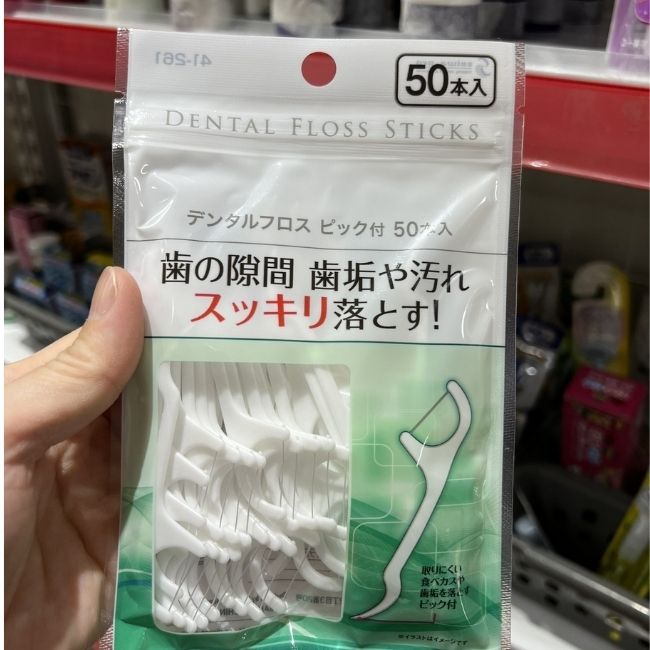 41-261
50本入
DENTAL FLOSS STICKS
デンタルフロス ピック付 50本入
歯の隙間 歯垢や汚れ
スッキリ落とす!
取りにくい
食べカスや
歯垢を落とす
ピック付
※イラストはイメージです